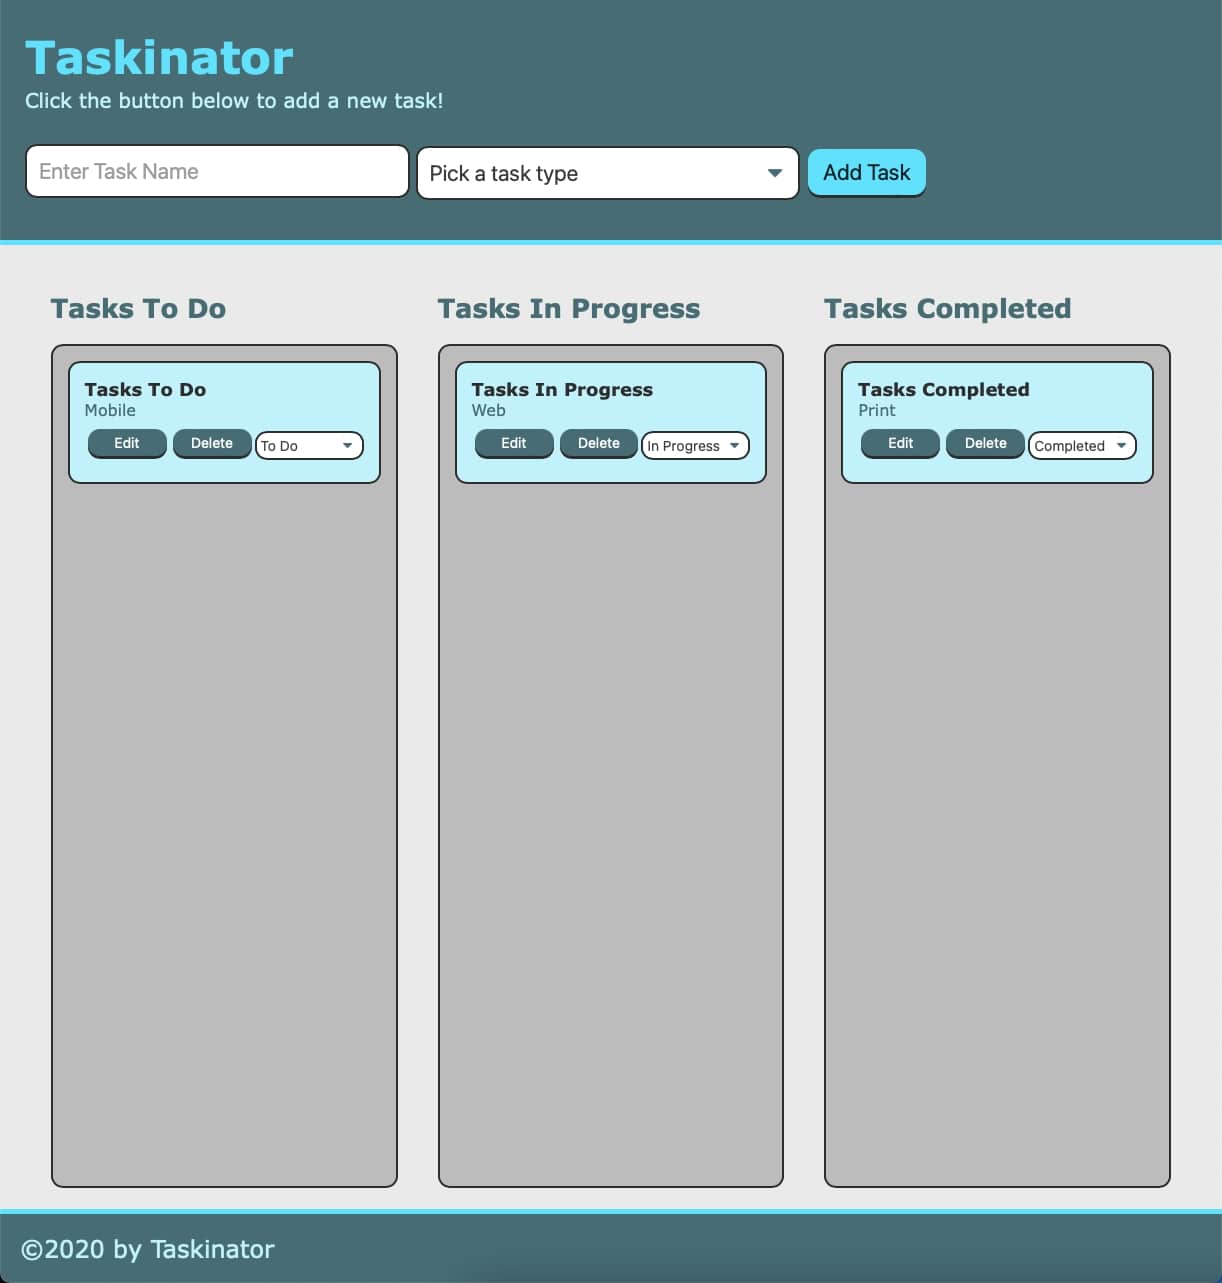 Taskinator
Click the button below to add a new task!
Enter Task Name
Pick a task type
Add Task
Tasks To Do
Tasks In Progress
Tasks Completed
Tasks To Do
Mobile
Edit
Delete
To Do
Tasks In Progress
Web
Edit
Delete
In Progress
Tasks Completed
Print
Edit
Delete
Completed
©2020 by Taskinator